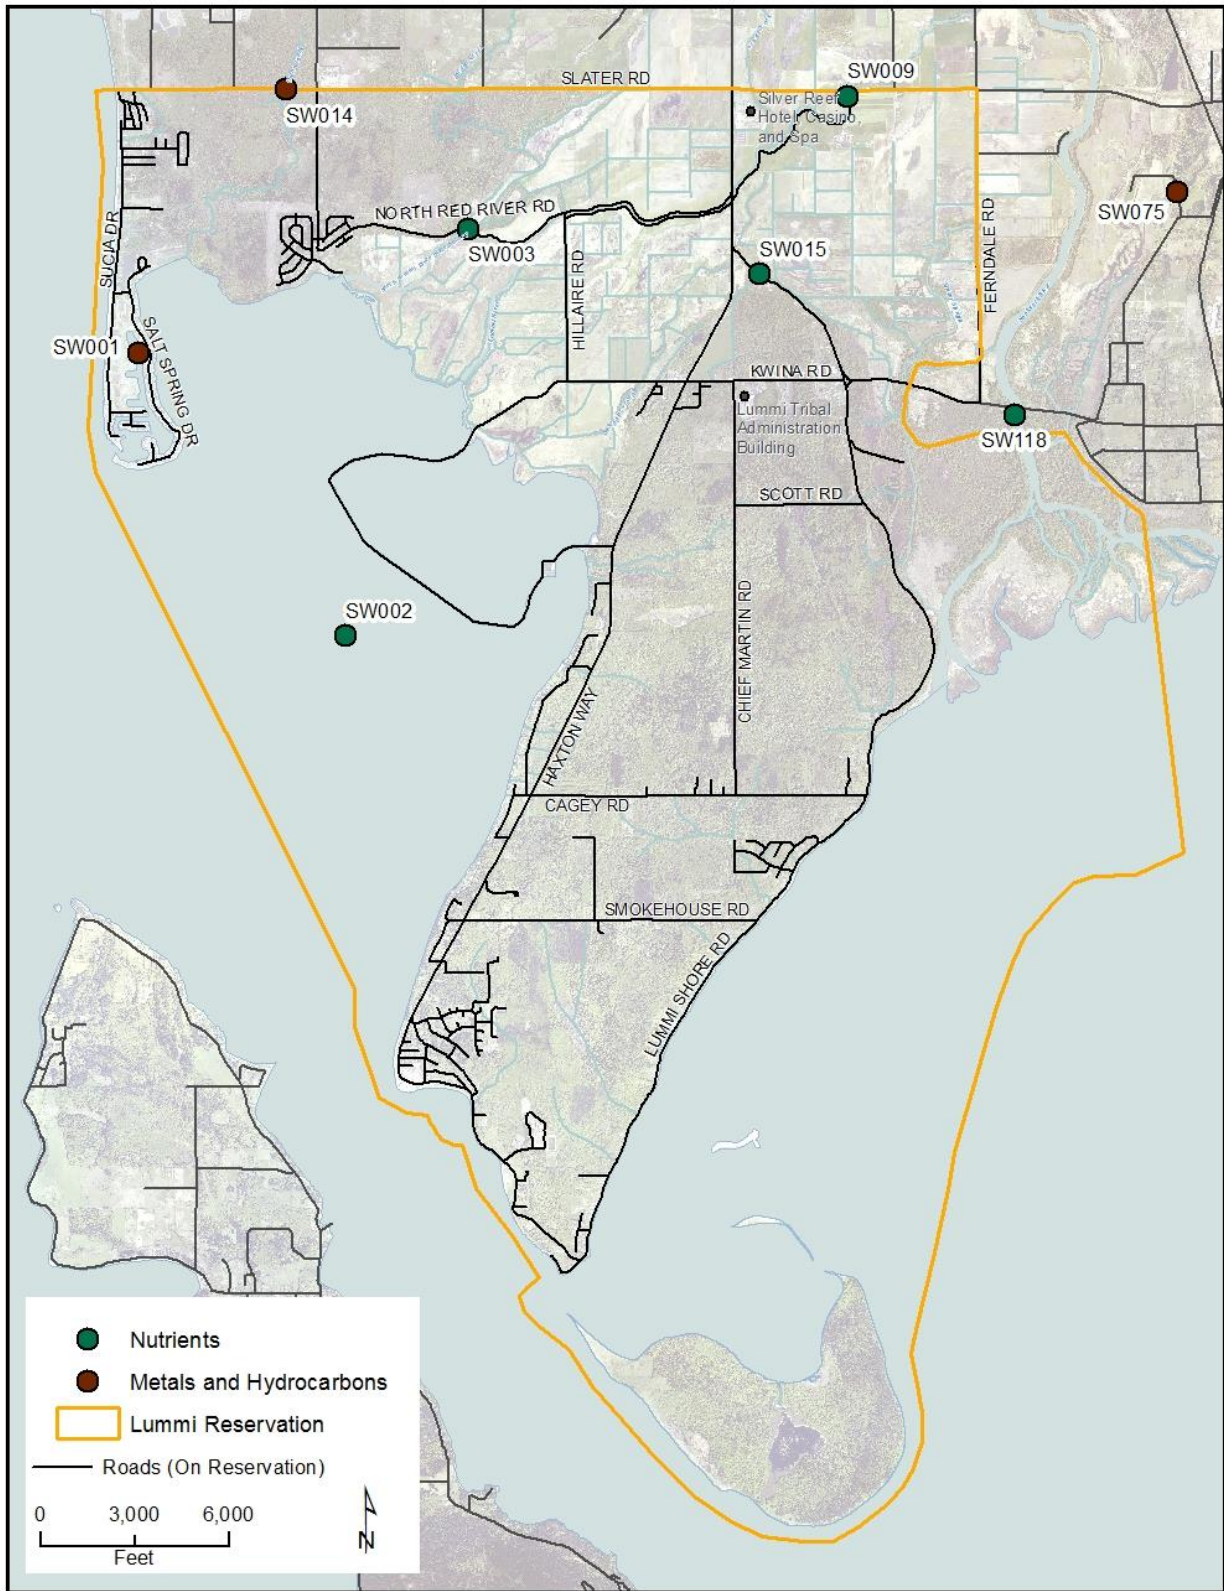 SLATER RD
SW009
SW014
Silver Reef
Hotel, Casino,
and Spa
SW075
NORTH RED RIVER RD
SW003
SW015
SUCIA DR
HILLAIRE RD
FERNDALE RD
SW001
SALT SPRING DR
KWINA RD
Lummi Tribal
Administration
Building
SW118
SCOTT RD
SW002
CHIEF MARTIN RD
HAXTON WAY
CAGEY RD
SMOKEHOUSE RD
LUMMI SHORE RD
Nutrients
Metals and Hydrocarbons
Lummi Reservation
Roads (On Reservation)
0 3,000 6,000
Feet
N